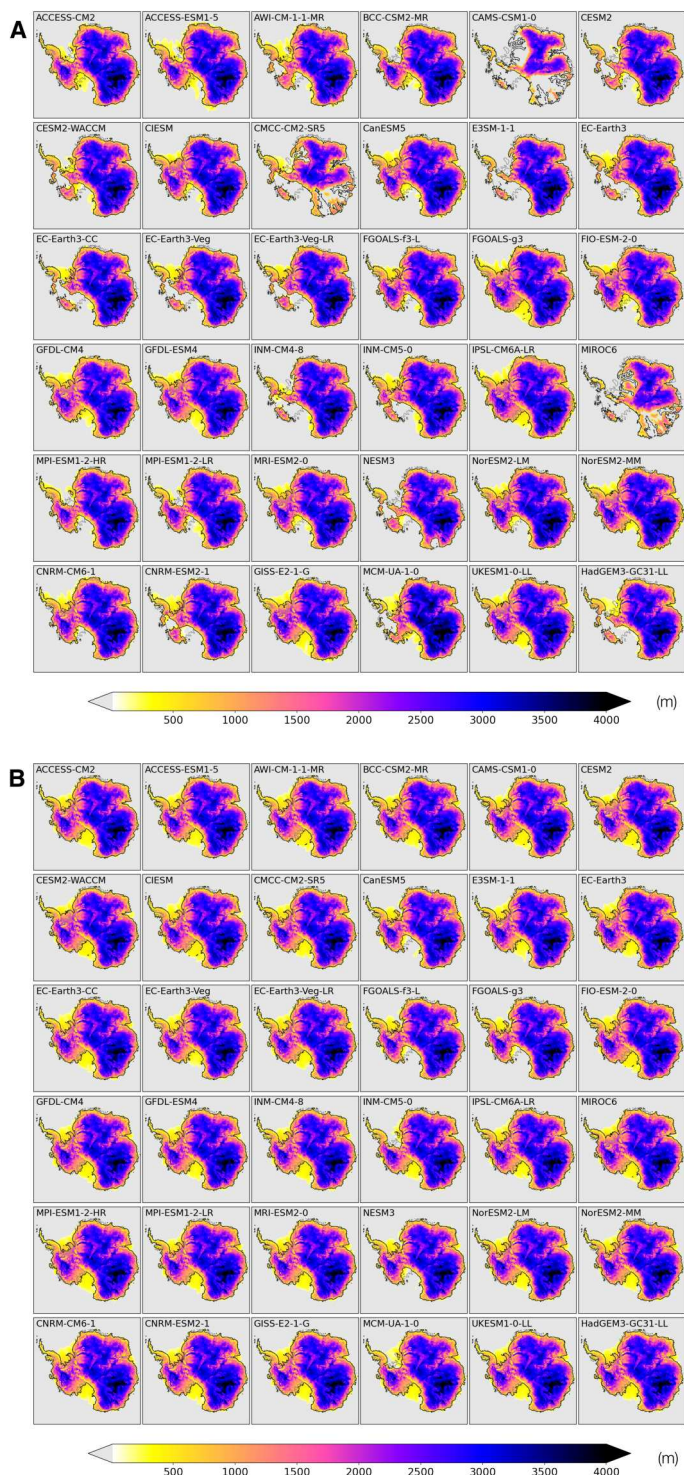 A
ACCESS-CM2 ACCESS-ESM1-5 AWI-CM-1-1-MR BCC-CSM2-MR CAMS-CSM1-0 CESM2
CESM2-WACCM CIESM CMCC-CM2-SR5 CanESM5 E3SM-1-1 EC-Earth3
EC-Earth3-CC EC-Earth3-Veg EC-Earth3-Veg-LR FGOALS-f3-L FGOALS-g3 FIO-ESM-2-0
GFDL-CM4 GFDL-ESM4 INM-CM4-8 INM-CM5-0 IPSL-CM6A-LR MIROC6
MPI-ESM1-2-HR MPI-ESM1-2-LR MRI-ESM2-0 NESM3 NorESM2-LM NorESM2-MM
CNRM-CM6-1 CNRM-ESM2-1 GISS-E2-1-G MCM-UA-1-0 UKESM1-0-LL HadGEM3-GC31-LL
(m)
500 1000 1500 2000 2500 3000 3500 4000
B
ACCESS-CM2 ACCESS-ESM1-5 AWI-CM-1-1-MR BCC-CSM2-MR CAMS-CSM1-0 CESM2
CESM2-WACCM CIESM CMCC-CM2-SR5 CanESM5 E3SM-1-1 EC-Earth3
EC-Earth3-CC EC-Earth3-Veg EC-Earth3-Veg-LR FGOALS-f3-L FGOALS-g3 FIO-ESM-2-0
GFDL-CM4 GFDL-ESM4 INM-CM4-8 INM-CM5-0 IPSL-CM6A-LR MIROC6
MPI-ESM1-2-HR MPI-ESM1-2-LR MRI-ESM2-0 NESM3 NorESM2-LM NorESM2-MM
CNRM-CM6-1 CNRM-ESM2-1 GISS-E2-1-G MCM-UA-1-0 UKESM1-0-LL HadGEM3-GC31-LL
(m)
500 1000 1500 2000 2500 3000 3500 4000